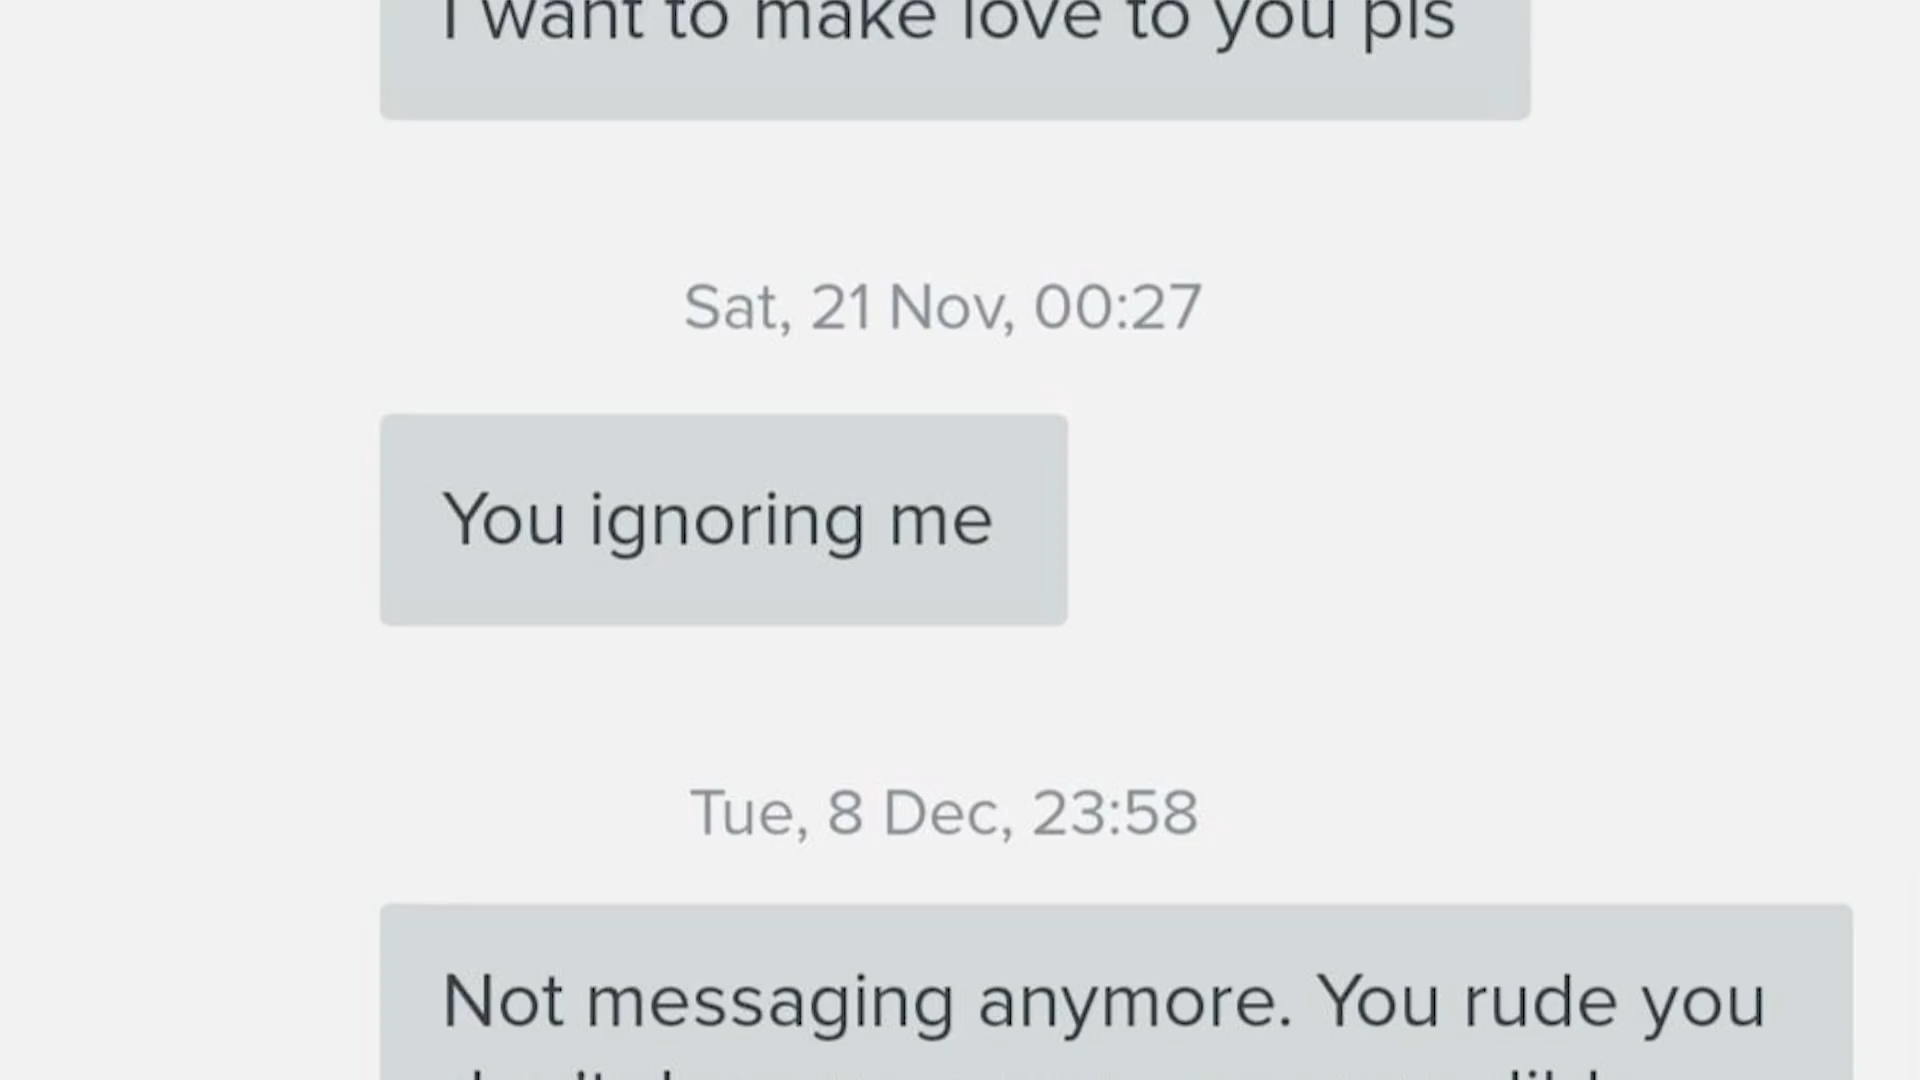 I want to make love to you pls
Sat, 21 Nov, 00:27
You ignoring me
Tue, 8 Dec, 23:58
Not messaging anymore. You rude you